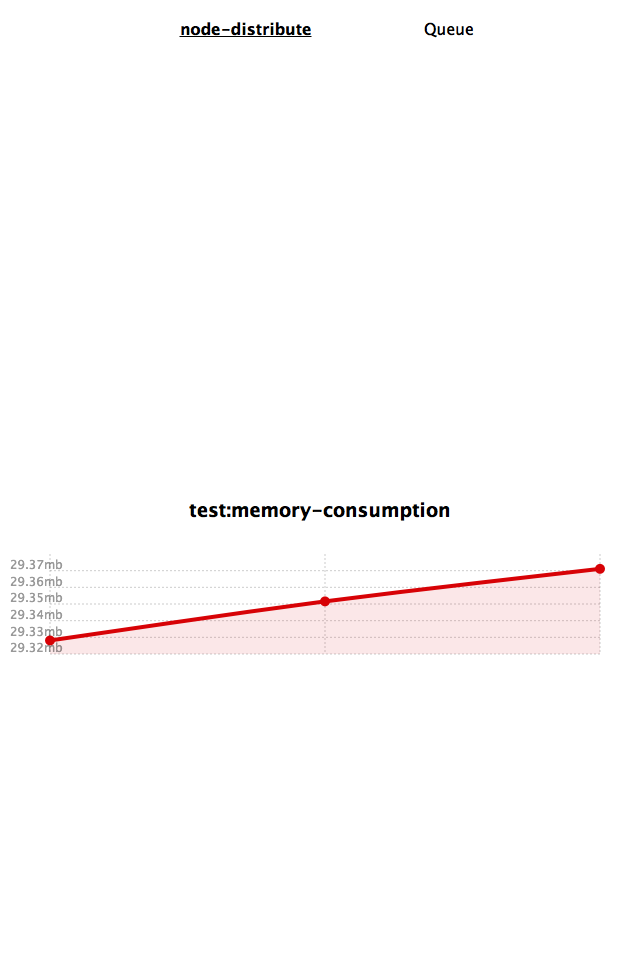 node-distribute Queue
test:memory-consumption
29.37mb
29.36mb
29.35mb
29.34mb
29.33mb
29.32mb